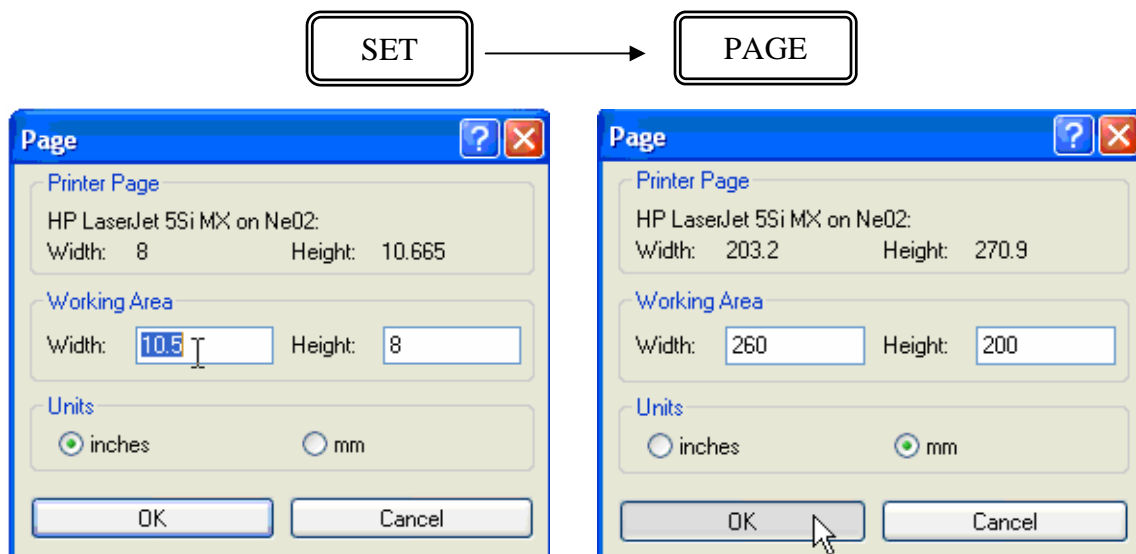 SET
PAGE
Page
Printer Page
HP LaserJet 5Si MX on Ne02:
Width: 8 Height: 10.665
Working Area
Width: 10.5 Height: 8
Units
inches mm
OK Cancel
Page
Printer Page
HP LaserJet 5Si MX on Ne02:
Width: 203.2 Height: 270.9
Working Area
Width: 260 Height: 200
Units
inches mm
OK Cancel